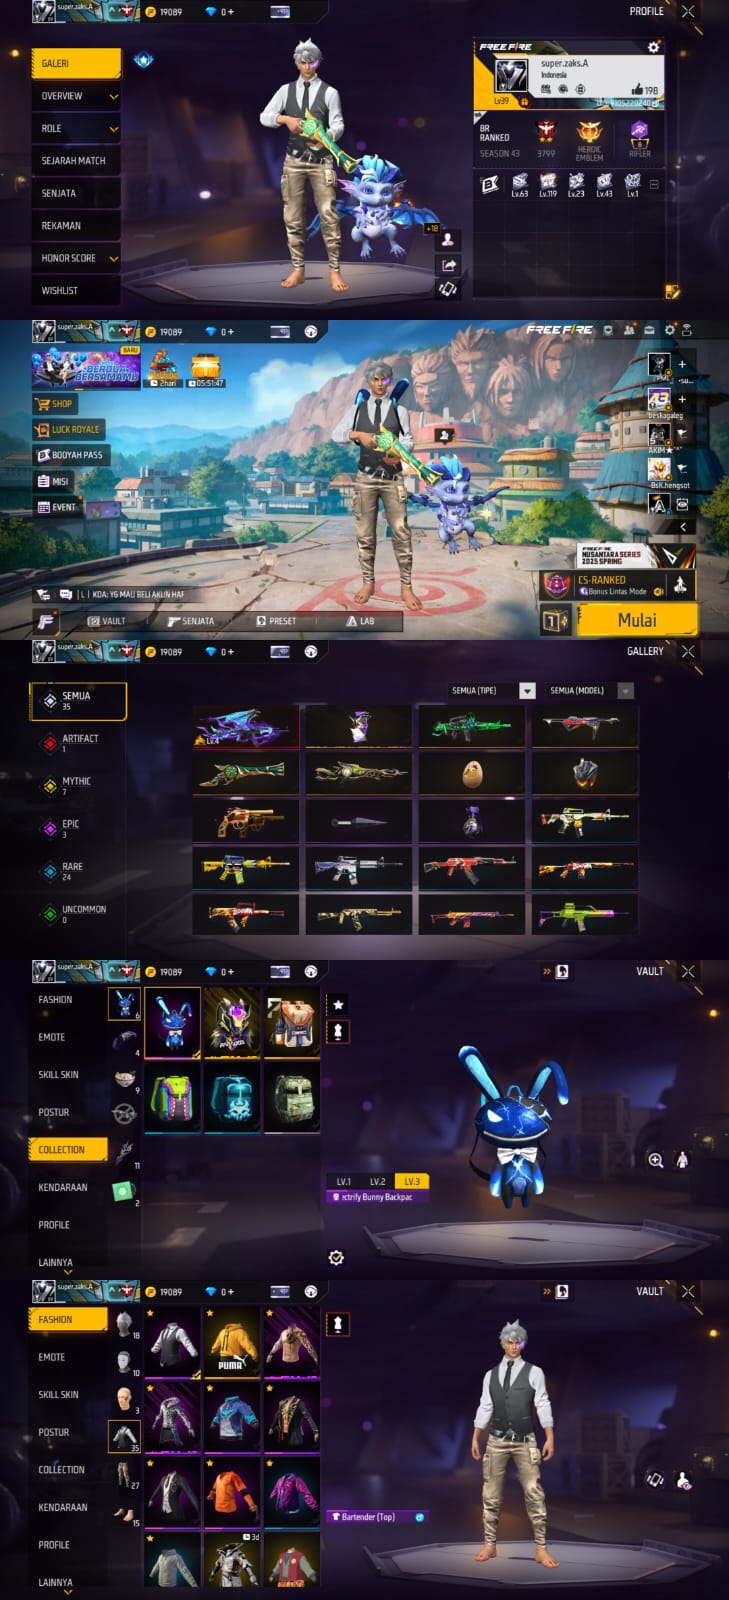 super.zaks.A
19089
0+
PROFILE
GALERI
OVERVIEW
ROLE
SEJARAH MATCH
SENJATA
REKAMAN
HONOR SCORE
WISHLIST
+18
FREE FIRE
super.zaks.A
Indonesia
Lv39
198
BR
RANKED
SEASON 43
3799
HEROIC
EMBLEM
RIFLER
Lv.63
Lv.119
Lv.23
Lv.43
Lv.1
super.zaks.A
19089
0+
FREE FIRE
BARU
BERDUA
BERSAMAMU
2hari
05:51:47
SHOP
LUCK ROYALE
BOOYAH PASS
MISI
EVENT
beskagaleg
AKIM
-BsK.hengsot
FREE FIRE
NUSANTARA SERIES
2025 SPRING
CS-RANKED
Bonus Lintas Mode
KOA: YG MAU BELI AKUN HAF
VAULT
SENJATA
PRESET
LAB
1
Mulai
super.zaks.A
19089
0+
GALLERY
SEMUA
35
ARTIFACT
1
MYTHIC
7
EPIC
3
RARE
24
UNCOMMON
0
SEMUA (TIPE)
SEMUA (MODEL)
Lv.4
super.zaks.A
19089
0+
VAULT
FASHION
EMOTE
SKILL SKIN
POSTUR
COLLECTION
KENDARAAN
PROFILE
LAINNYA
6
4
9
11
2
LV.1
LV.2
LV.3
ectrify Bunny Backpac
super.zaks.A
19089
0+
VAULT
FASHION
EMOTE
SKILL SKIN
POSTUR
COLLECTION
KENDARAAN
PROFILE
LAINNYA
18
10
3
35
27
15
PUMA
3d
Bartender (Top)